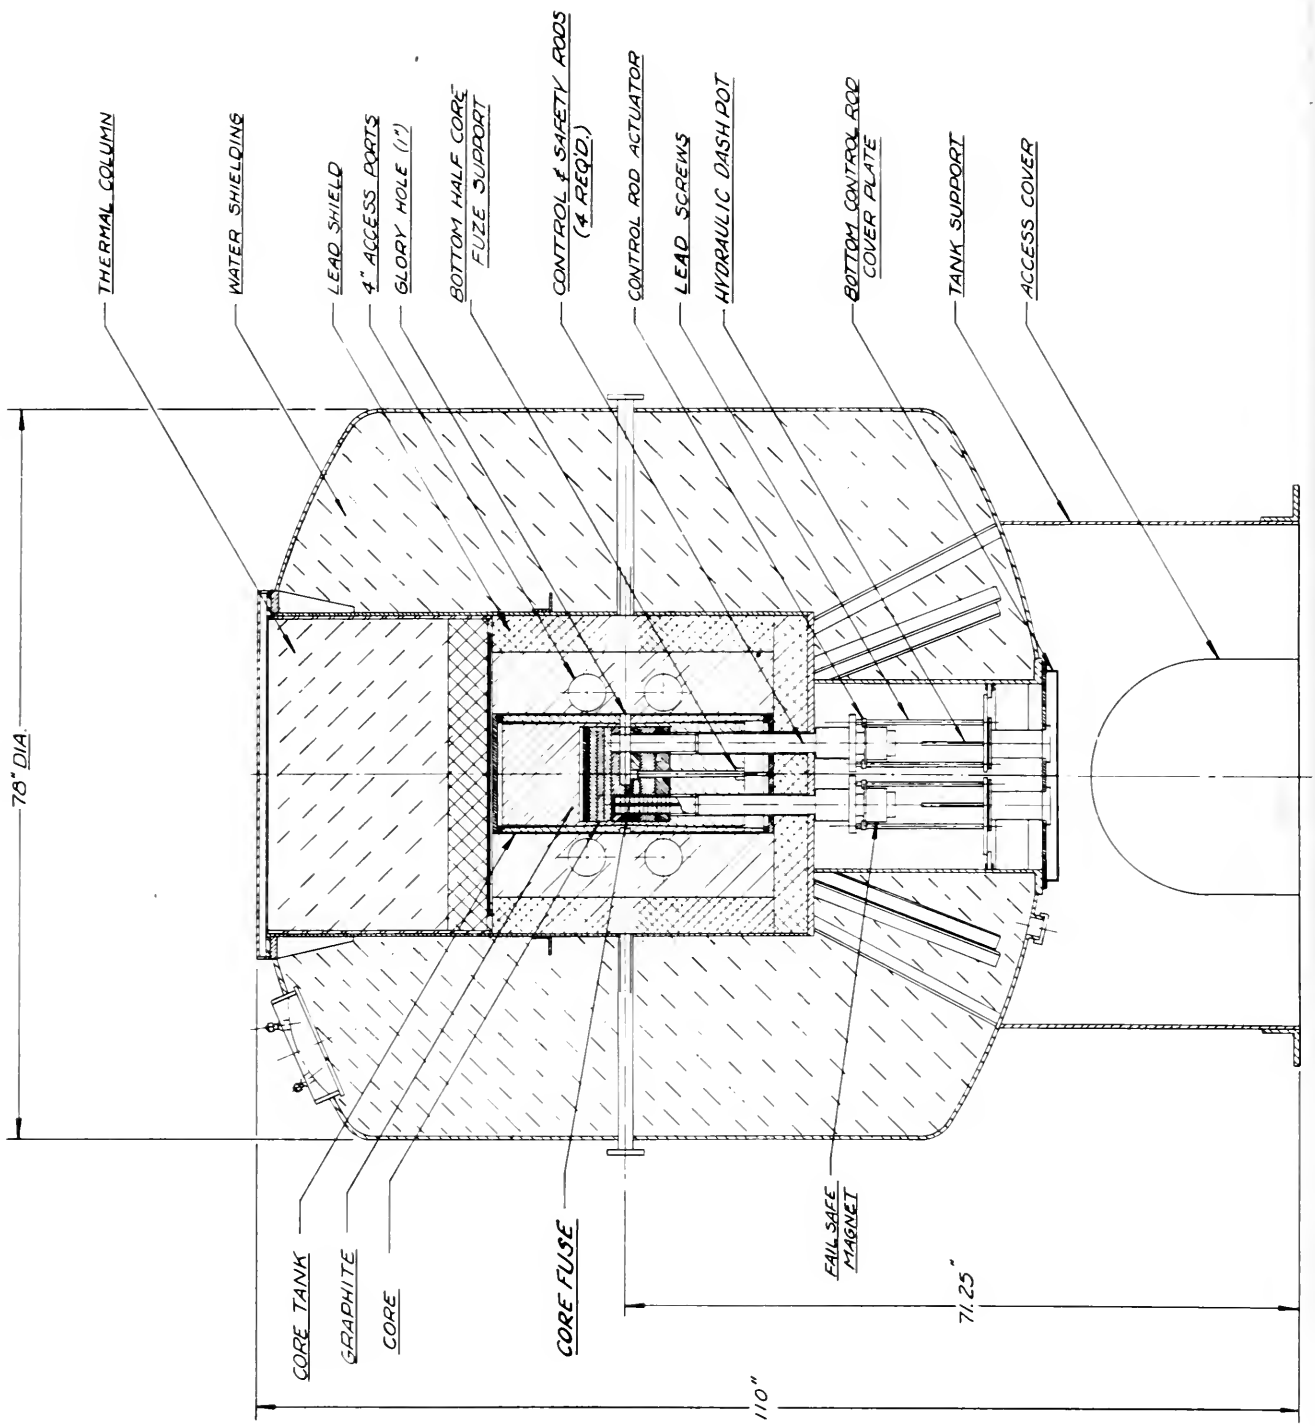 THERMAL COLUMN
WATER SHIELDING
LEAD SHIELD
4" ACCESS PORTS
GLORY HOLE (1")
BOTTOM HALF CORE
FUZE SUPPORT
CONTROL & SAFETY RODS
(4 REQ'D.)
CONTROL ROD ACTUATOR
LEAD SCREWS
HYDRAULIC DASHPOT
BOTTOM CONTROL ROD
COVER PLATE
TANK SUPPORT
ACCESS COVER
78" DIA.
CORE TANK
GRAPHITE
CORE
CORE FUSE
FAIL SAFE
MAGNET
71.25"
110"